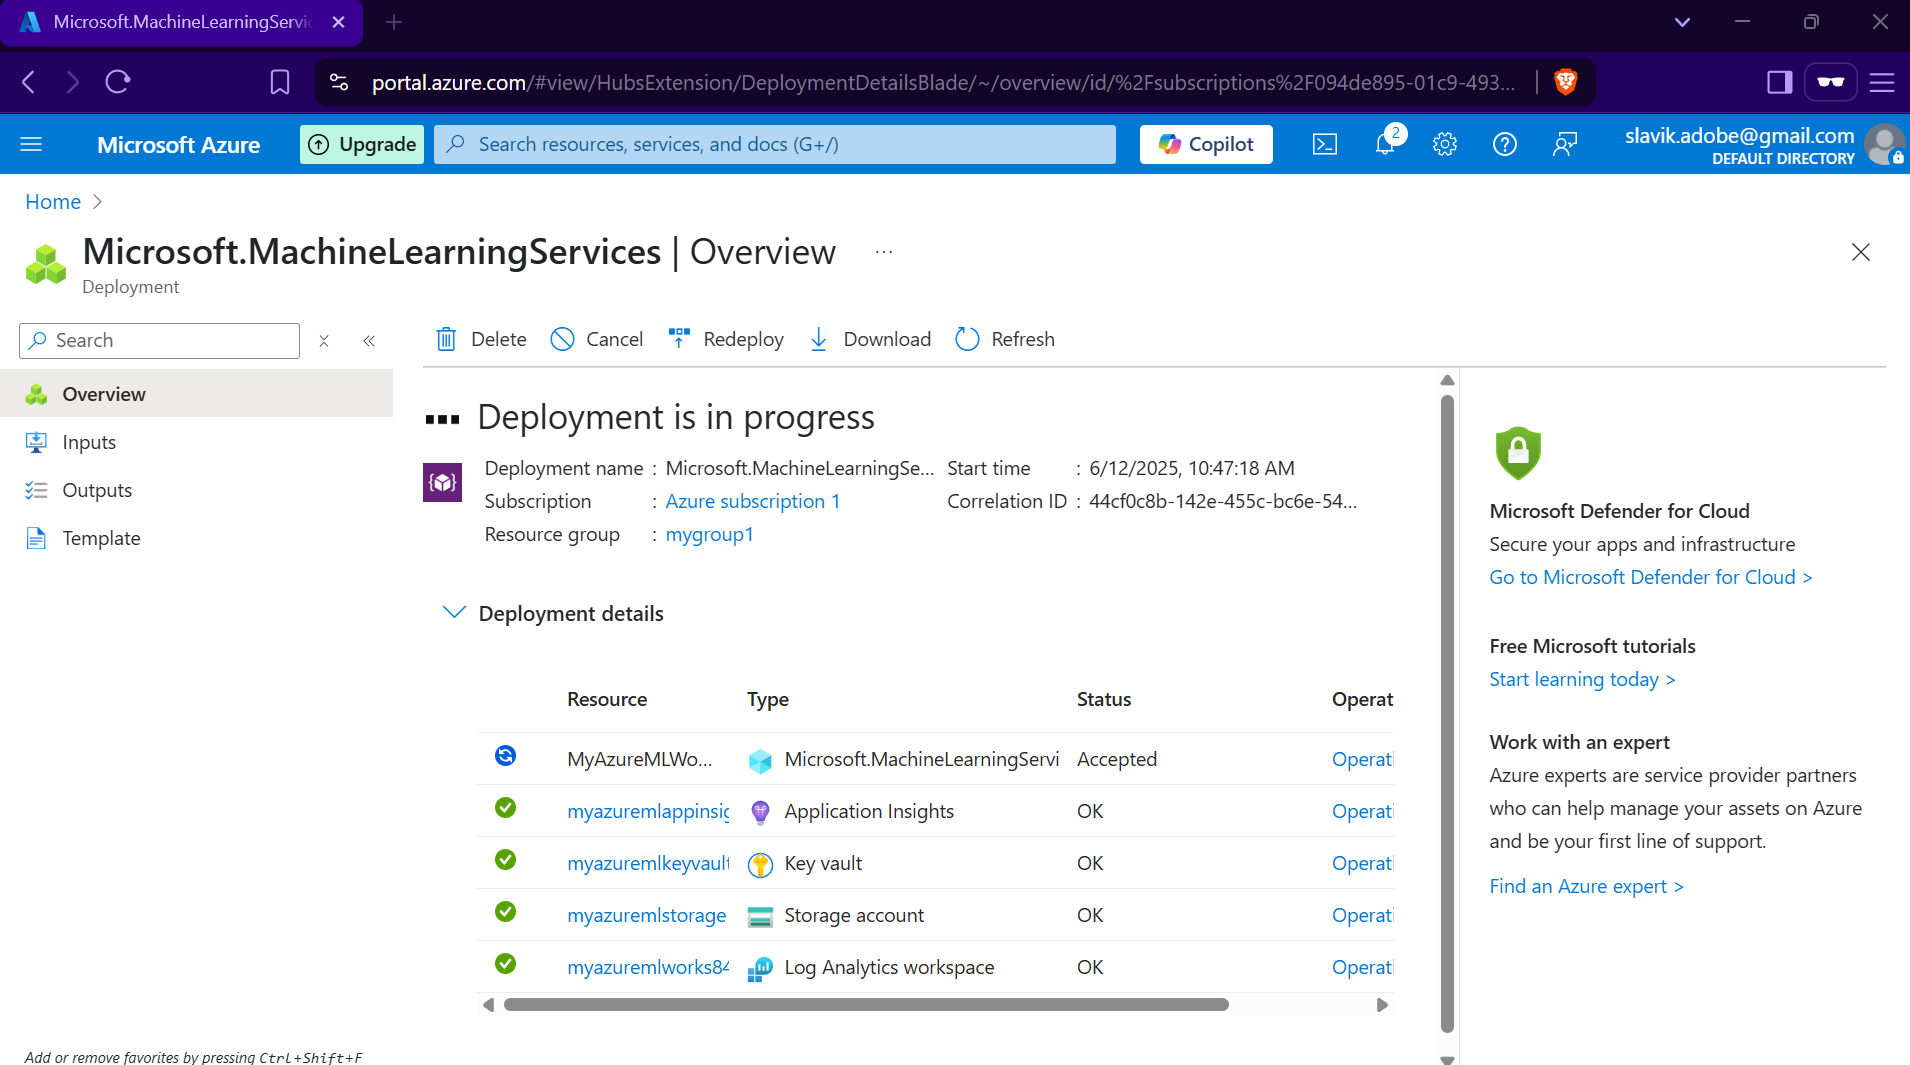 Microsoft.MachineLearningServic
portal.azure.com/#view/HubsExtension/DeploymentDetailsBlade/~/overview/id/%2Fsubscriptions%2F094de895-01c9-493...
Microsoft Azure
Upgrade
Search resources, services, and docs (G+/)
Copilot
2
slavik.adobe@gmail.com
DEFAULT DIRECTORY
Home
Microsoft.MachineLearningServices | Overview ...
Deployment
Search
Delete
Cancel
Redeploy
Download
Refresh
Overview
Inputs
Outputs
Template
Deployment is in progress
Deployment name : Microsoft.MachineLearningSe...
Start time : 6/12/2025, 10:47:18 AM
Subscription : Azure subscription 1
Correlation ID : 44cf0c8b-142e-455c-bc6e-54...
Resource group : mygroup1
Deployment details
Resource Type Status Operat
MyAzureMLWo... Microsoft.MachineLearningServi Accepted Operati
myazuremlappinsig Application Insights OK Operati
myazuremlkeyvault Key vault OK Operati
myazuremlstorage Storage account OK Operati
myazuremlworks84 Log Analytics workspace OK Operati
Microsoft Defender for Cloud
Secure your apps and infrastructure
Go to Microsoft Defender for Cloud >
Free Microsoft tutorials
Start learning today >
Work with an expert
Azure experts are service provider partners
who can help manage your assets on Azure
and be your first line of support.
Find an Azure expert >
Add or remove favorites by pressing Ctrl+Shift+F